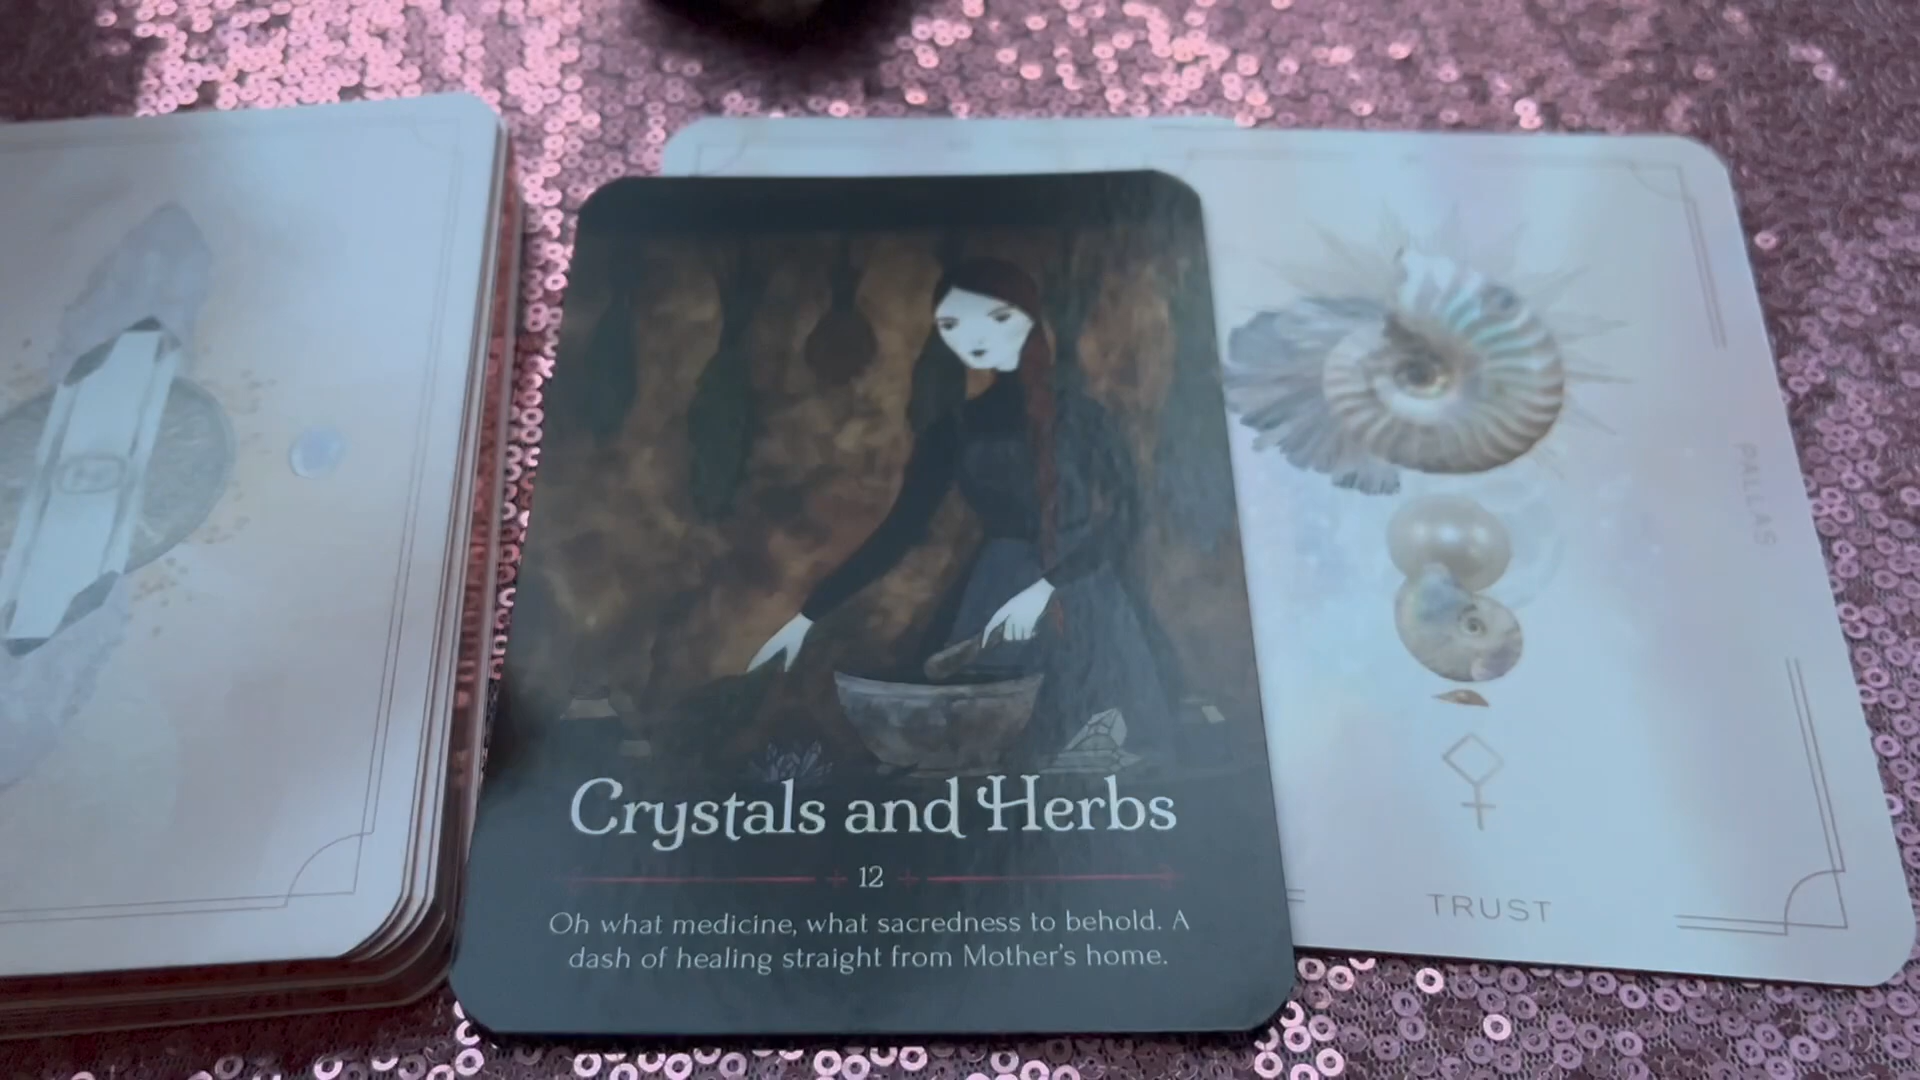 Crystals and Herbs
12
Oh what medicine, what sacredness to behold. A
dash of healing straight from Mother's home.
PALLAS
TRUST